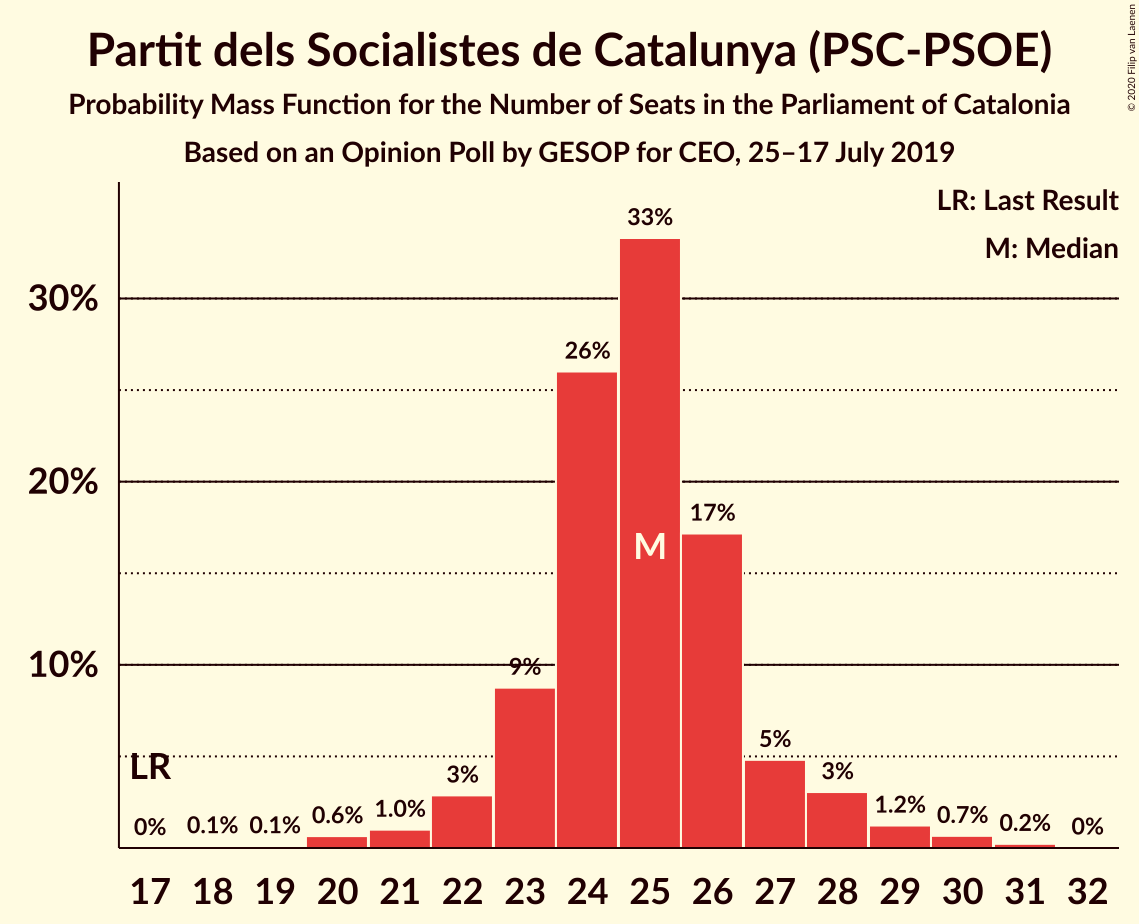 Partit dels Socialistes de Catalunya (PSC-PSOE)
Probability Mass Function for the Number of Seats in the Parliament of Catalonia
Based on an Opinion Poll by GESOP for CEO, 25–17 July 2019
© 2020 Filip van Laenen
LR: Last Result
M: Median
30%
20%
10%
LR
M
0%
0.1%
0.1%
0.6%
1.0%
3%
9%
26%
33%
17%
5%
3%
1.2%
0.7%
0.2%
0%
17 18 19 20 21 22 23 24 25 26 27 28 29 30 31 32